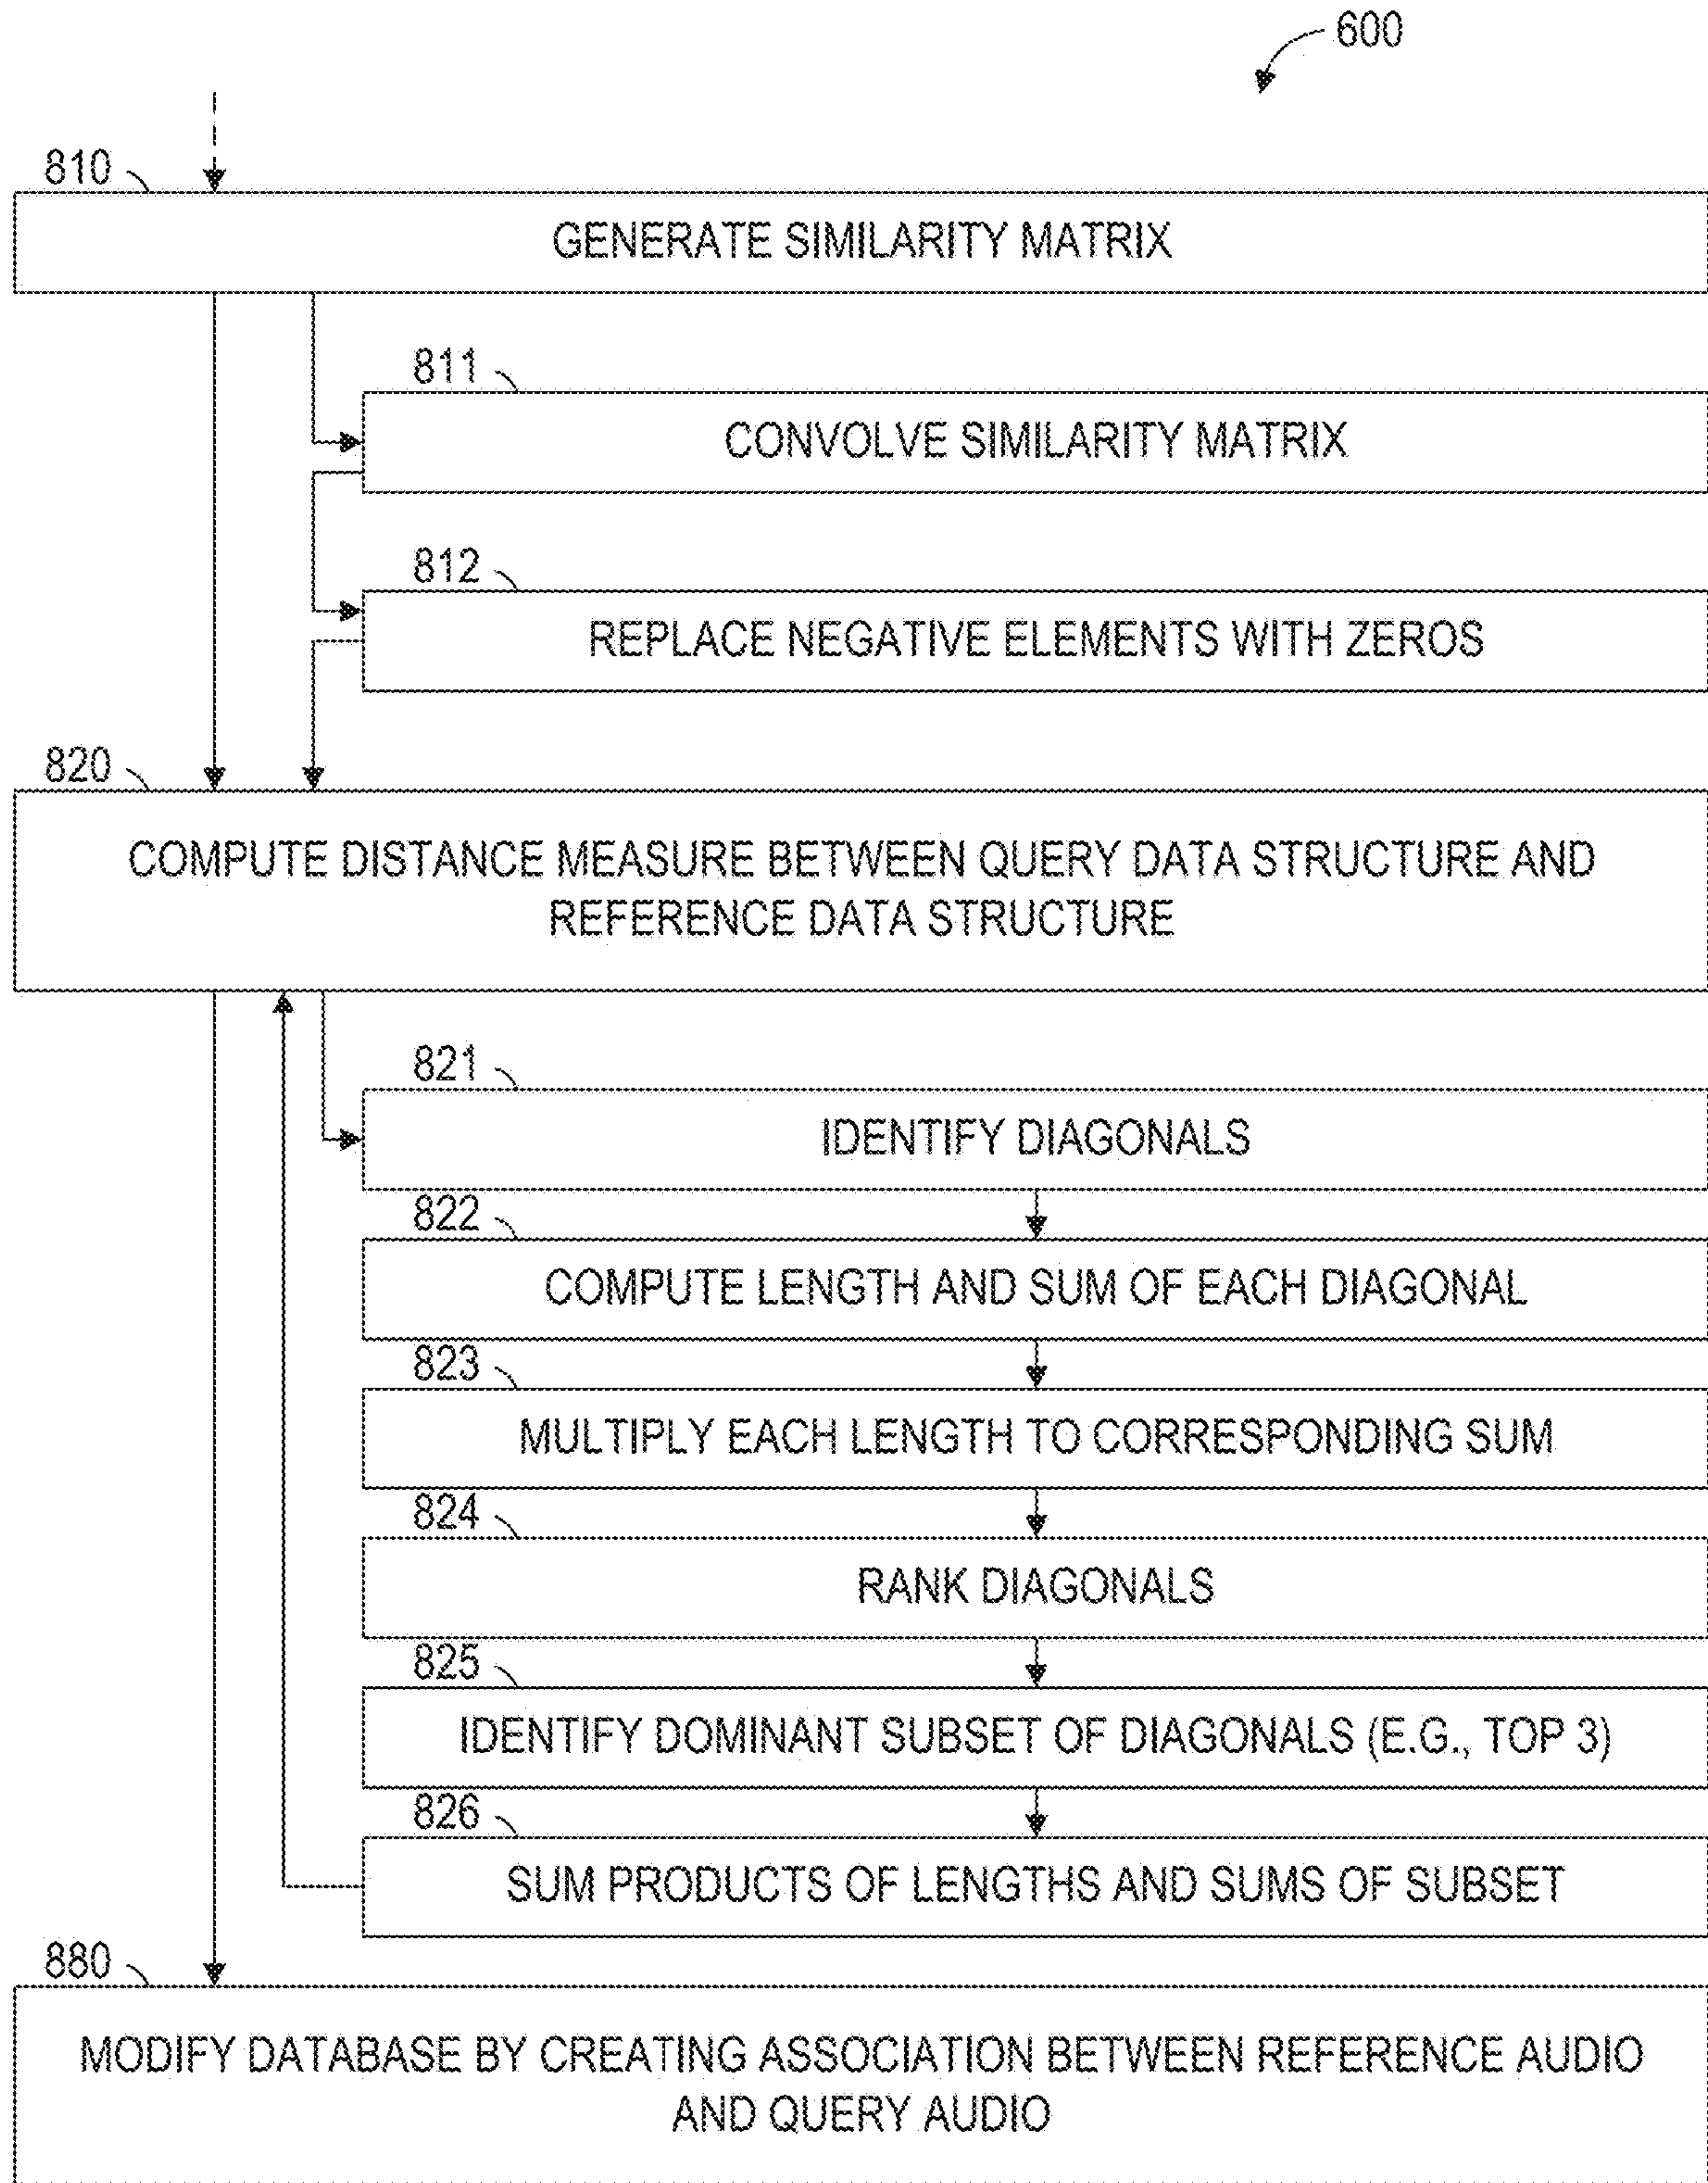 600
810
GENERATE SIMILARITY MATRIX
811
CONVOLVE SIMILARITY MATRIX
812
REPLACE NEGATIVE ELEMENTS WITH ZEROS
820
COMPUTE DISTANCE MEASURE BETWEEN QUERY DATA STRUCTURE AND
REFERENCE DATA STRUCTURE
821
IDENTIFY DIAGONALS
822
COMPUTE LENGTH AND SUM OF EACH DIAGONAL
823
MULTIPLY EACH LENGTH TO CORRESPONDING SUM
824
RANK DIAGONALS
825
IDENTIFY DOMINANT SUBSET OF DIAGONALS (E.G., TOP 3)
826
SUM PRODUCTS OF LENGTHS AND SUMS OF SUBSET
880
MODIFY DATABASE BY CREATING ASSOCIATION BETWEEN REFERENCE AUDIO
AND QUERY AUDIO